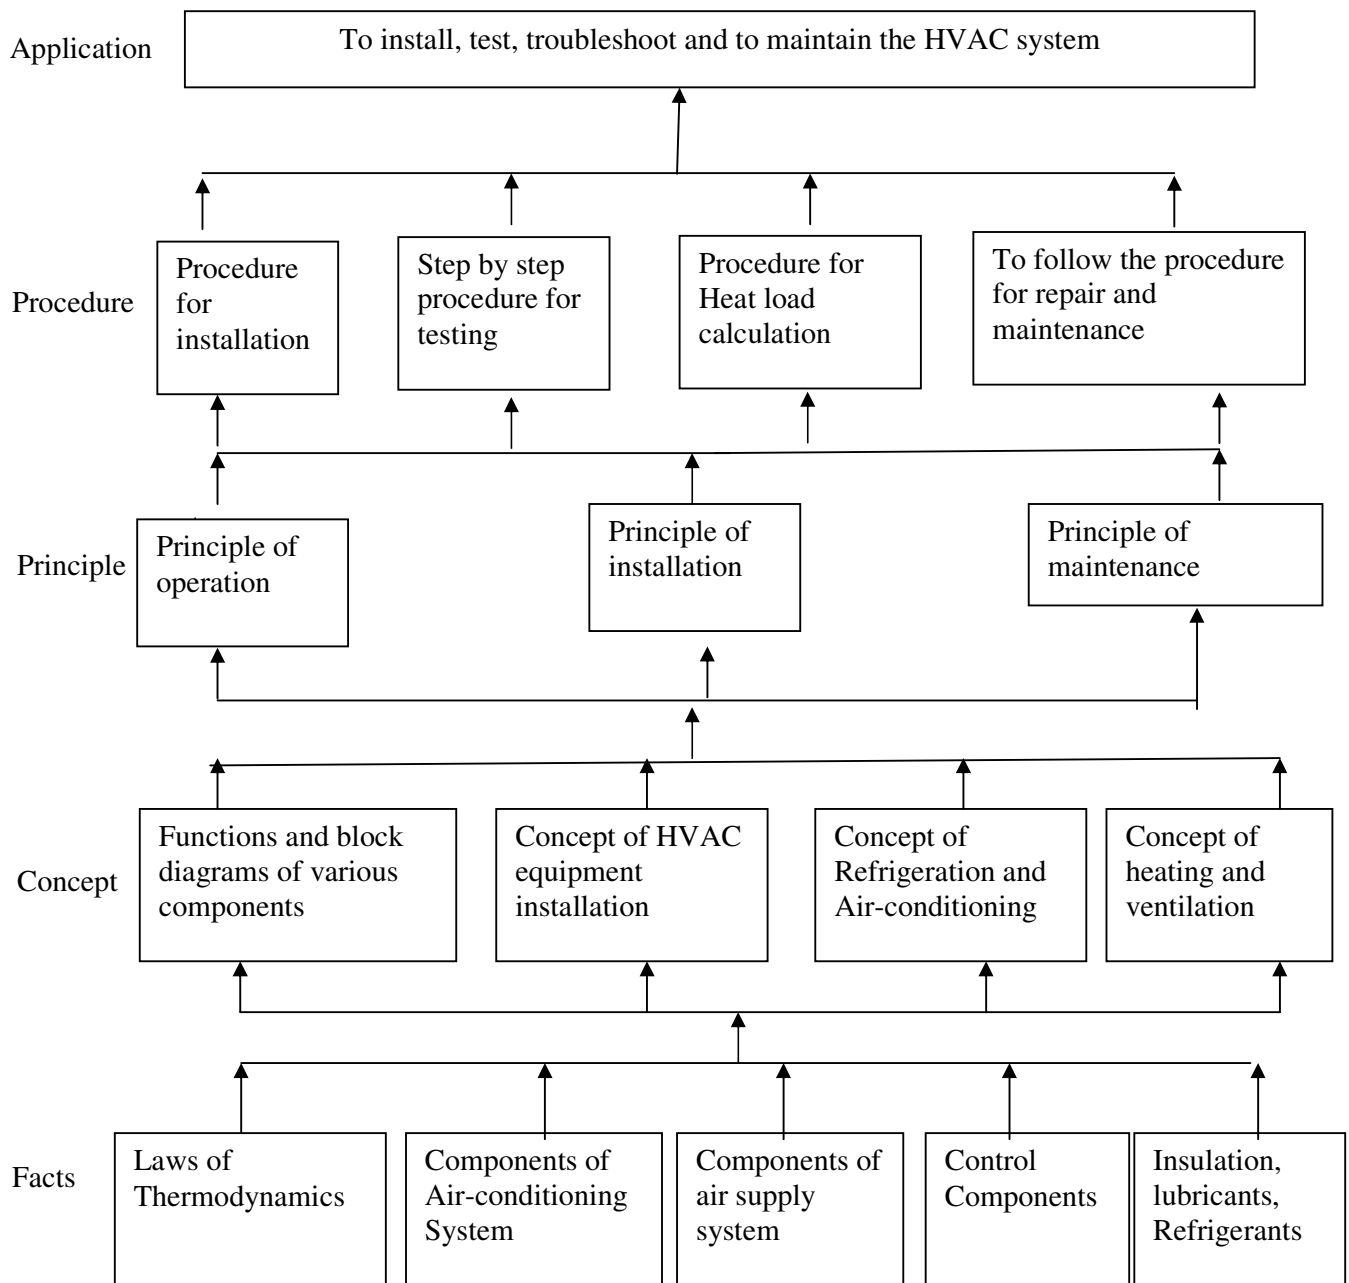 Application
To install, test, troubleshoot and to maintain the HVAC system
Procedure
Procedure
for
installation
Step by step
procedure for
testing
Procedure for
Heat load
calculation
To follow the procedure
for repair and
maintenance
Principle
Principle of
operation
Principle of
installation
Principle of
maintenance
Concept
Functions and block
diagrams of various
components
Concept of HVAC
equipment
installation
Concept of
Refrigeration and
Air-conditioning
Concept of
heating and
ventilation
Facts
Laws of
Thermodynamics
Components of
Air-conditioning
System
Components of
air supply
system
Control
Components
Insulation,
lubricants,
Refrigerants